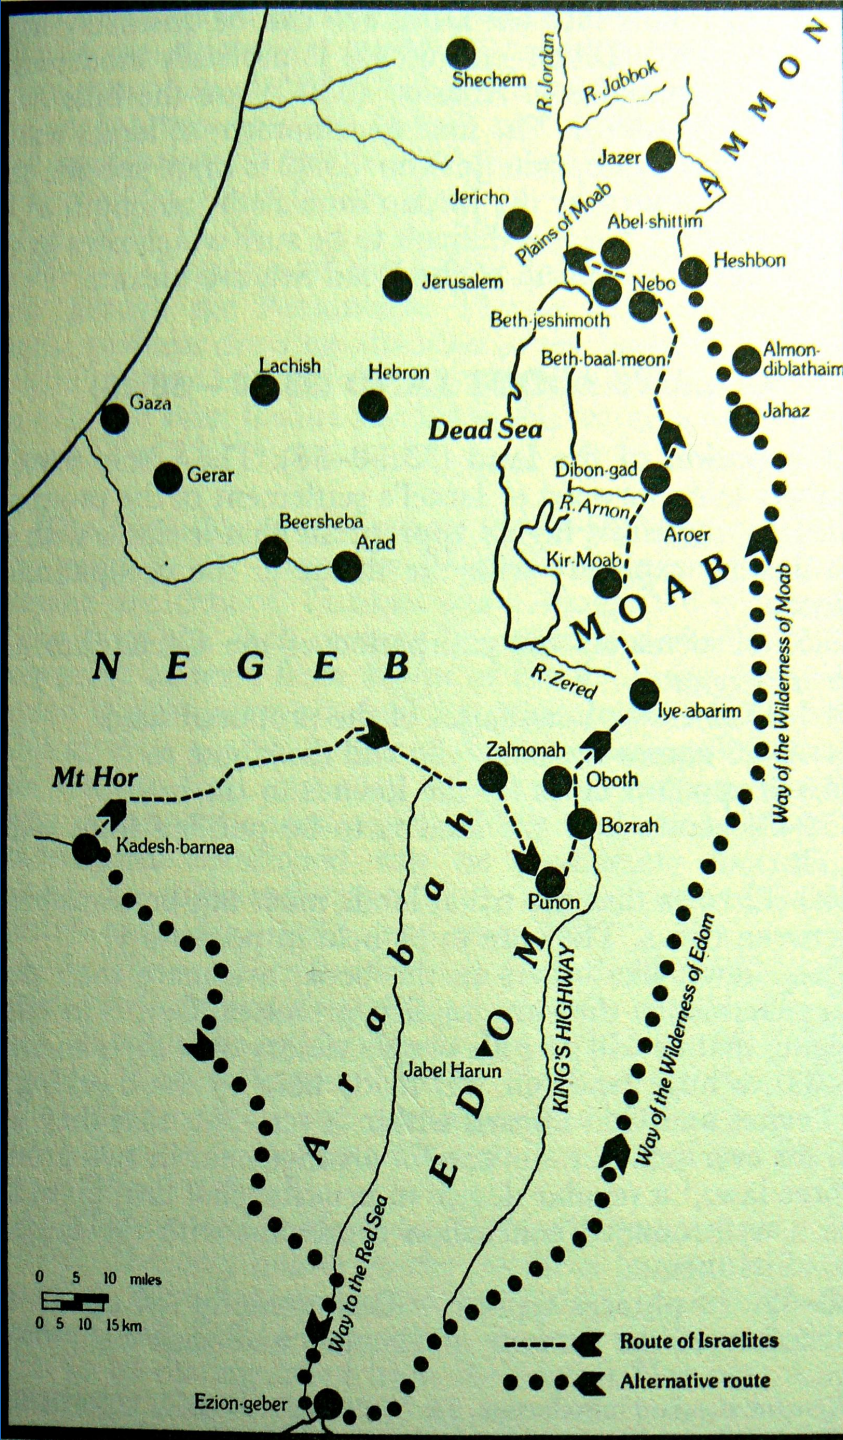 Shechem
R. Jordan
R. Jabbok
AMMON
Jazer
Jericho
Plains of Moab
Abel-shittim
Heshbon
Jerusalem
Nebo
Beth-jeshimoth
Beth-baal-meon
Almon-
diblathaim
Lachish
Hebron
Gaza
Jahaz
Dead Sea
Gerar
Dibon-gad
R. Arnon
Aroer
Beersheba
Arad
Kir-Moab
MOAB
Way of the Wilderness of Moab
NEGEB
R. Zered
Iye-abarim
Mt Hor
Zalmonah
Oboth
Kadesh-barnea
Bozrah
Punon
Arabah
EDOM
KING'S HIGHWAY
Way of the Wilderness of Edom
Jabel Harun
Way to the Red Sea
0 5 10 miles
0 5 10 15 km
Route of Israelites
Alternative route
Ezion-geber